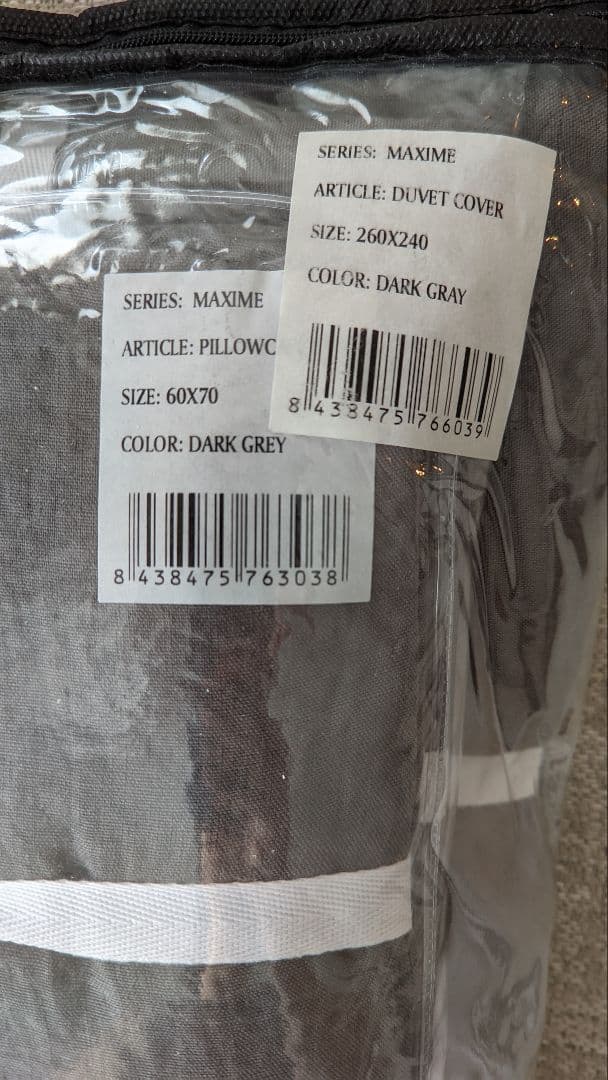 SERIES: MAXIME
ARTICLE: DUVET COVER
SIZE: 260X240
COLOR: DARK GRAY
8 438475 766039
SERIES: MAXIME
ARTICLE: PILLOWC
SIZE: 60X70
COLOR: DARK GREY
8 438475 763038